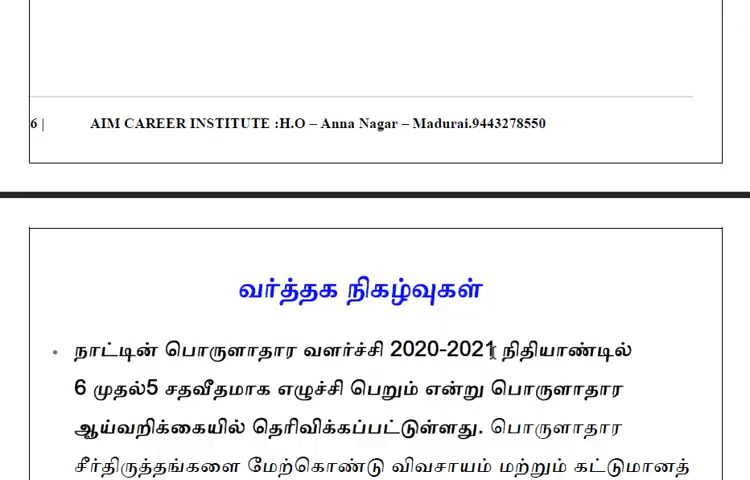 6 | AIM CAREER INSTITUTE :H.O – Anna Nagar – Madurai.9443278550
வர்த்தக நிகழ்வுகள்
• நாட்டின் பொருளாதார வளர்ச்சி 2020-2021 நிதியாண்டில்
6 முதல்5 சதவீதமாக எழுச்சி பெறும் என்று பொருளாதார
ஆய்வறிக்கையில் தெரிவிக்கப்பட்டுள்ளது. பொருளாதார
சீர்திருத்தங்களை மேற்கொண்டு விவசாயம் மற்றும் கட்டுமானத்